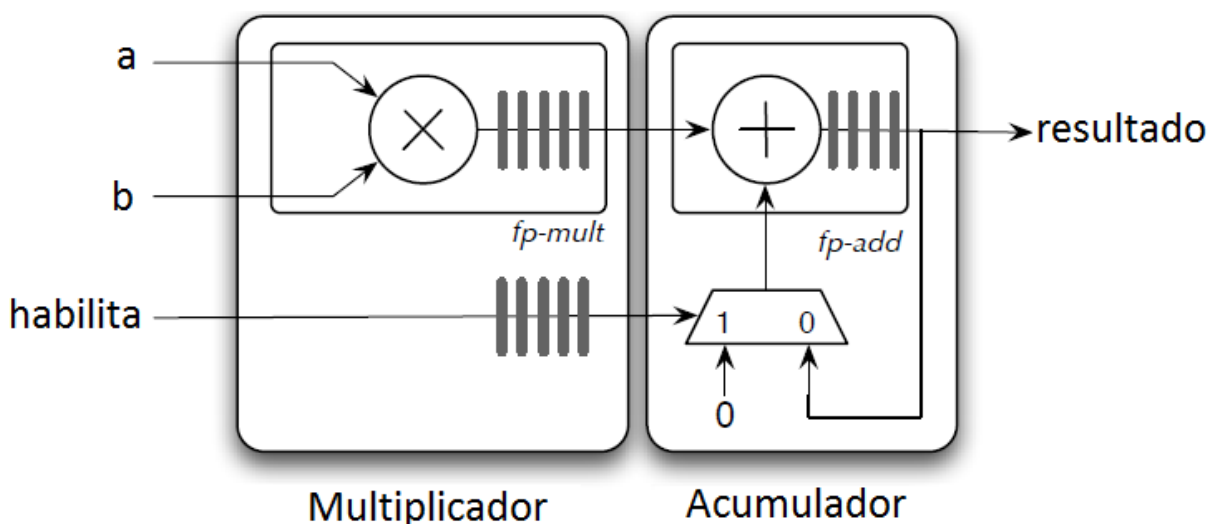 a
b
fp-mult
habilita
Multiplicador
fp-add
1 0
0
resultado
Acumulador